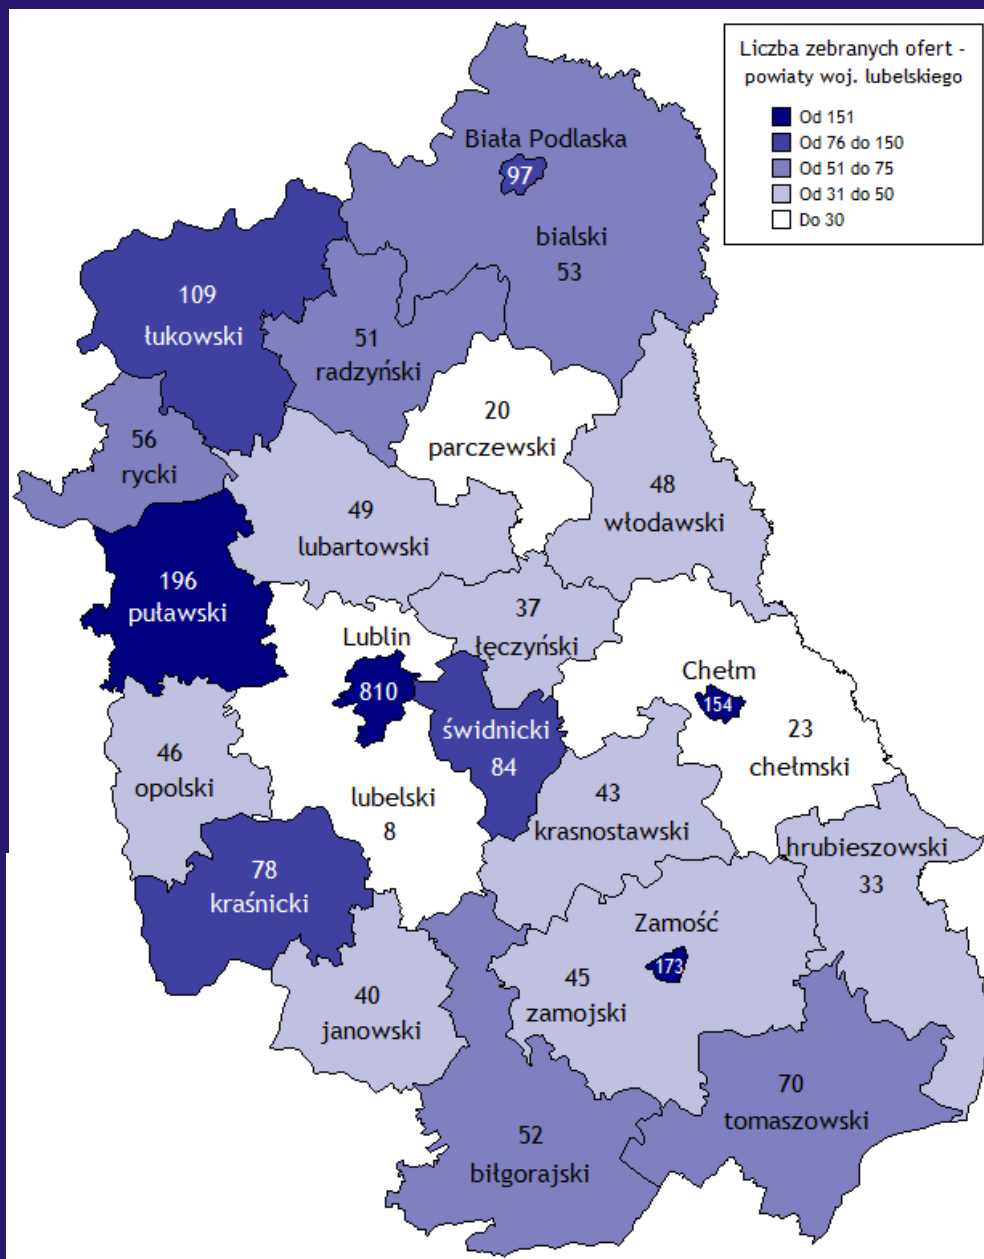 Liczba zebranych ofert -
powiaty woj. lubelskiego
Od 151
Od 76 do 150
Od 51 do 75
Od 31 do 50
Do 30
Biała Podlaska
97
bialski
53
109
łukowski
51
radzyński
20
parczewski
56
rycki
48
włodawski
49
lubartowski
196
puławski
37
łęczyński
Lublin
810
Chełm
154
świdnicki
84
23
chełmski
46
opolski
lubelski
8
43
krasnostawski
hrubieszowski
33
78
kraśnicki
Zamość
173
45
zamojski
40
janowski
70
tomaszowski
52
biłgorajski